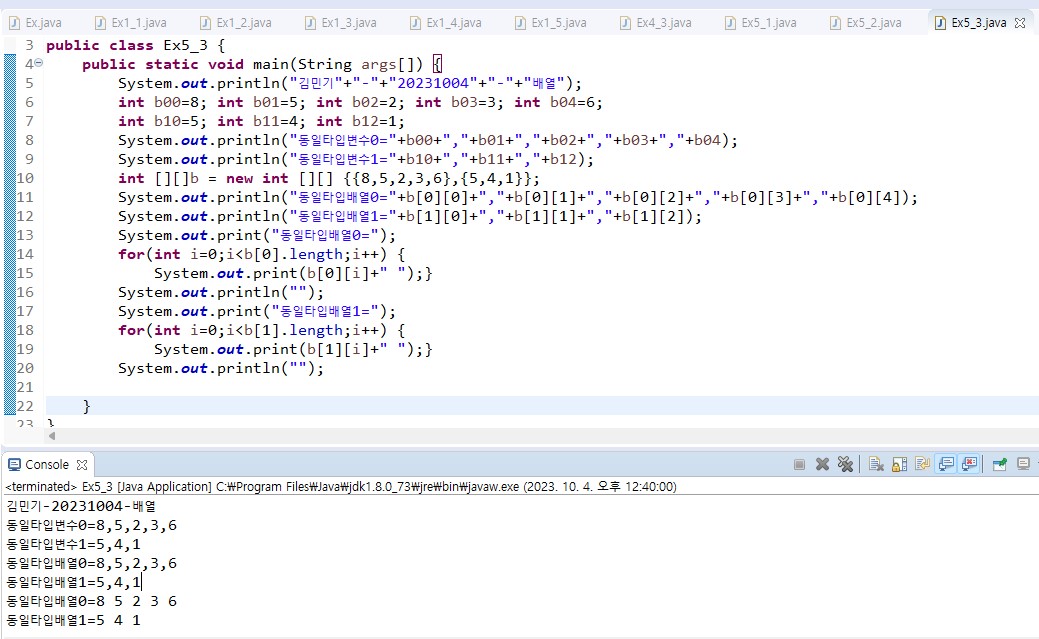 Ex.java Ex1_1.java Ex1_2.java Ex1_3.java Ex1_4.java Ex1_5.java Ex4_3.java Ex5_1.java Ex5_2.java Ex5_3.java
3 public class Ex5_3 {
4 public static void main(String args[]) {
5 System.out.println("김민기"+"-"+"20231004"+"-"+"배열");
6 int b00=8; int b01=5; int b02=2; int b03=3; int b04=6;
7 int b10=5; int b11=4; int b12=1;
8 System.out.println("동일타입변수0="+b00+","+b01+","+b02+","+b03+","+b04);
9 System.out.println("동일타입변수1="+b10+","+b11+","+b12);
10 int [][]b = new int [][] {{8,5,2,3,6},{5,4,1}};
11 System.out.println("동일타입배열0="+b[0][0]+","+b[0][1]+","+b[0][2]+","+b[0][3]+","+b[0][4]);
12 System.out.println("동일타입배열1="+b[1][0]+","+b[1][1]+","+b[1][2]);
13 System.out.print("동일타입배열0=");
14 for(int i=0;i<b[0].length;i++) {
15 System.out.print(b[0][i]+" ");}
16 System.out.println("");
17 System.out.print("동일타입배열1=");
18 for(int i=0;i<b[1].length;i++) {
19 System.out.print(b[1][i]+" ");}
20 System.out.println("");
21
22 }
23 }
Console
<terminated> Ex5_3 [Java Application] C:₩Program Files₩Java₩jdk1.8.0_73₩jre₩bin₩javaw.exe (2023. 10. 4. 오후 12:40:00)
김민기-20231004-배열
동일타입변수0=8,5,2,3,6
동일타입변수1=5,4,1
동일타입배열0=8,5,2,3,6
동일타입배열1=5,4,1
동일타입배열0=8 5 2 3 6
동일타입배열1=5 4 1